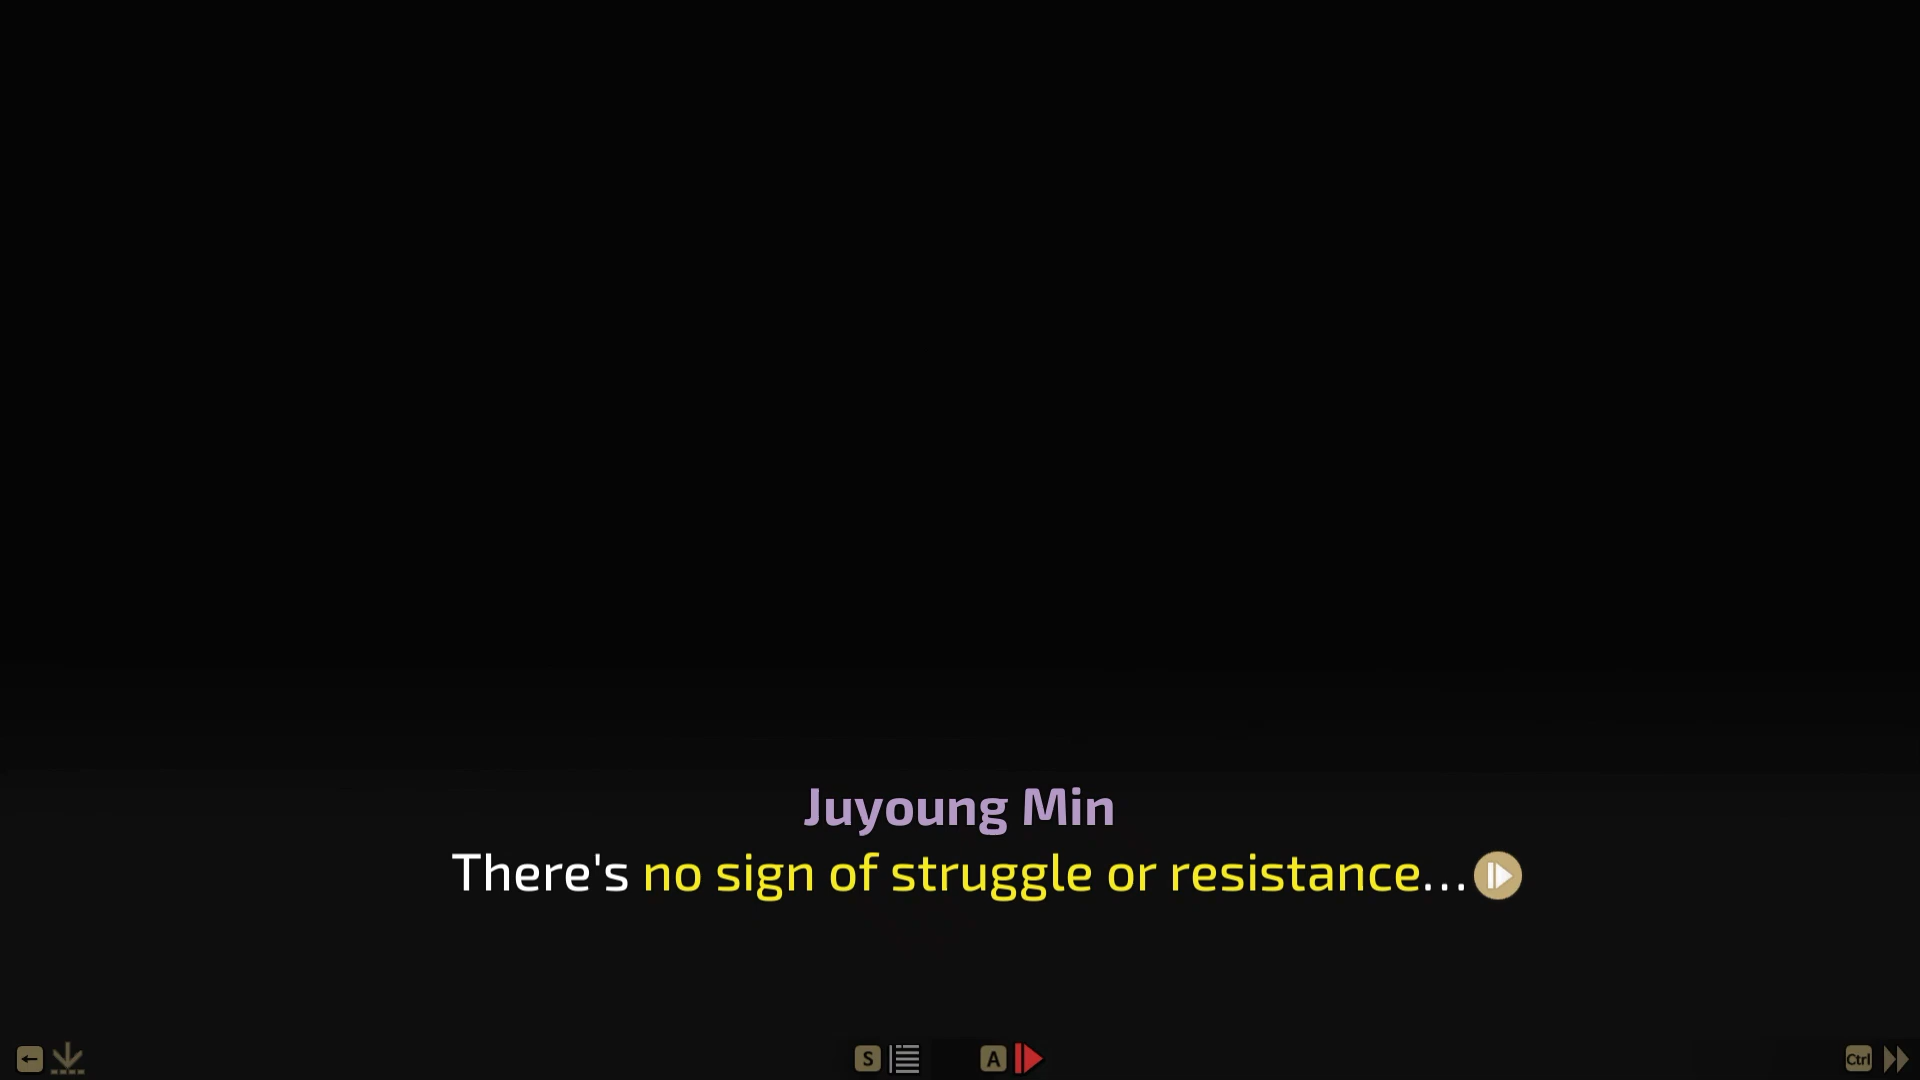 Juyoung Min
There's no sign of struggle or resistance...
S A Ctrl